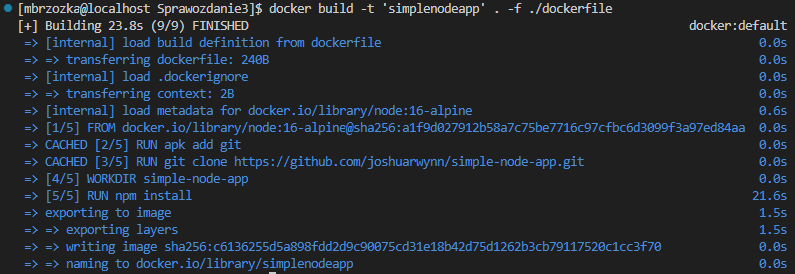 [mbrzozka@localhost Sprawozdanie3]$ docker build -t 'simplenodeapp' . -f ./dockerfile
[+] Building 23.8s (9/9) FINISHED docker:default
=> [internal] load build definition from dockerfile 0.0s
=> => transferring dockerfile: 240B 0.0s
=> [internal] load .dockerignore 0.0s
=> => transferring context: 2B 0.0s
=> [internal] load metadata for docker.io/library/node:16-alpine 0.6s
=> [1/5] FROM docker.io/library/node:16-alpine@sha256:a1f9d027912b58a7c75be7716c97cfbc6d3099f3a97ed84aa 0.0s
=> CACHED [2/5] RUN apk add git 0.0s
=> CACHED [3/5] RUN git clone https://github.com/joshuarwynn/simple-node-app.git 0.0s
=> [4/5] WORKDIR simple-node-app 0.0s
=> [5/5] RUN npm install 21.6s
=> exporting to image 1.5s
=> => exporting layers 1.5s
=> => writing image sha256:c6136255d5a898fdd2d9c90075cd31e18b42d75d1262b3cb79117520c1cc3f70 0.0s
=> => naming to docker.io/library/simplenodeapp 0.0s